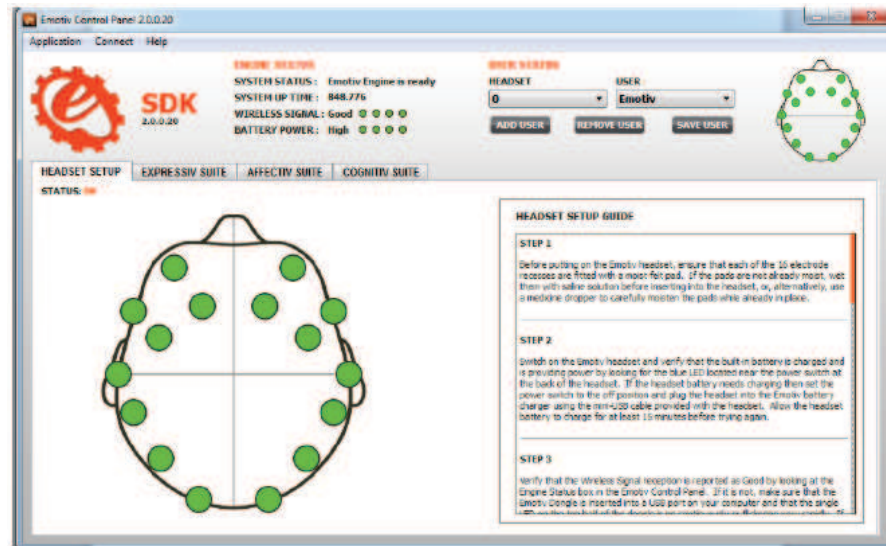 Emotiv Control Panel 2.0.0.20
Application Connect Help
SDK
2.0.0.20
ENGINE STATUS
SYSTEM STATUS: Emotiv Engine is ready
SYSTEM UP TIME: 848.776
WIRELESS SIGNAL: Good
BATTERY POWER: High
USER STATUS
HEADSET USER
0 Emotiv
ADD USER REMOVE USER SAVE USER
HEADSET SETUP EXPRESSIV SUITE AFFECTIV SUITE COGNITIV SUITE
STATUS:
HEADSET SETUP GUIDE
STEP 1
Before putting on the Emotiv headset, ensure that each of the 16 electrode
recesses are fitted with a moist felt pad. If the pads are not already moist, wet
them with saline solution before inserting into the headset, or, alternatively, use
a medicine dropper to carefully moisten the pads while already in place.
STEP 2
Switch on the Emotiv headset and verify that the built-in battery is charged and
is providing power by looking for the blue LED located near the power switch at
the back of the headset. If the headset battery needs charging then set the
power switch to the off position and plug the headset into the Emotiv battery
charger using the mini-USB cable provided with the headset. Allow the headset
battery to charge for at least 15 minutes before trying again.
STEP 3
Verify that the Wireless Signal reception is reported as Good by looking at the
Engine Status box in the Emotiv Control Panel. If it is not, make sure that the
Emotiv Dongle is inserted into a USB port on your computer and that the single